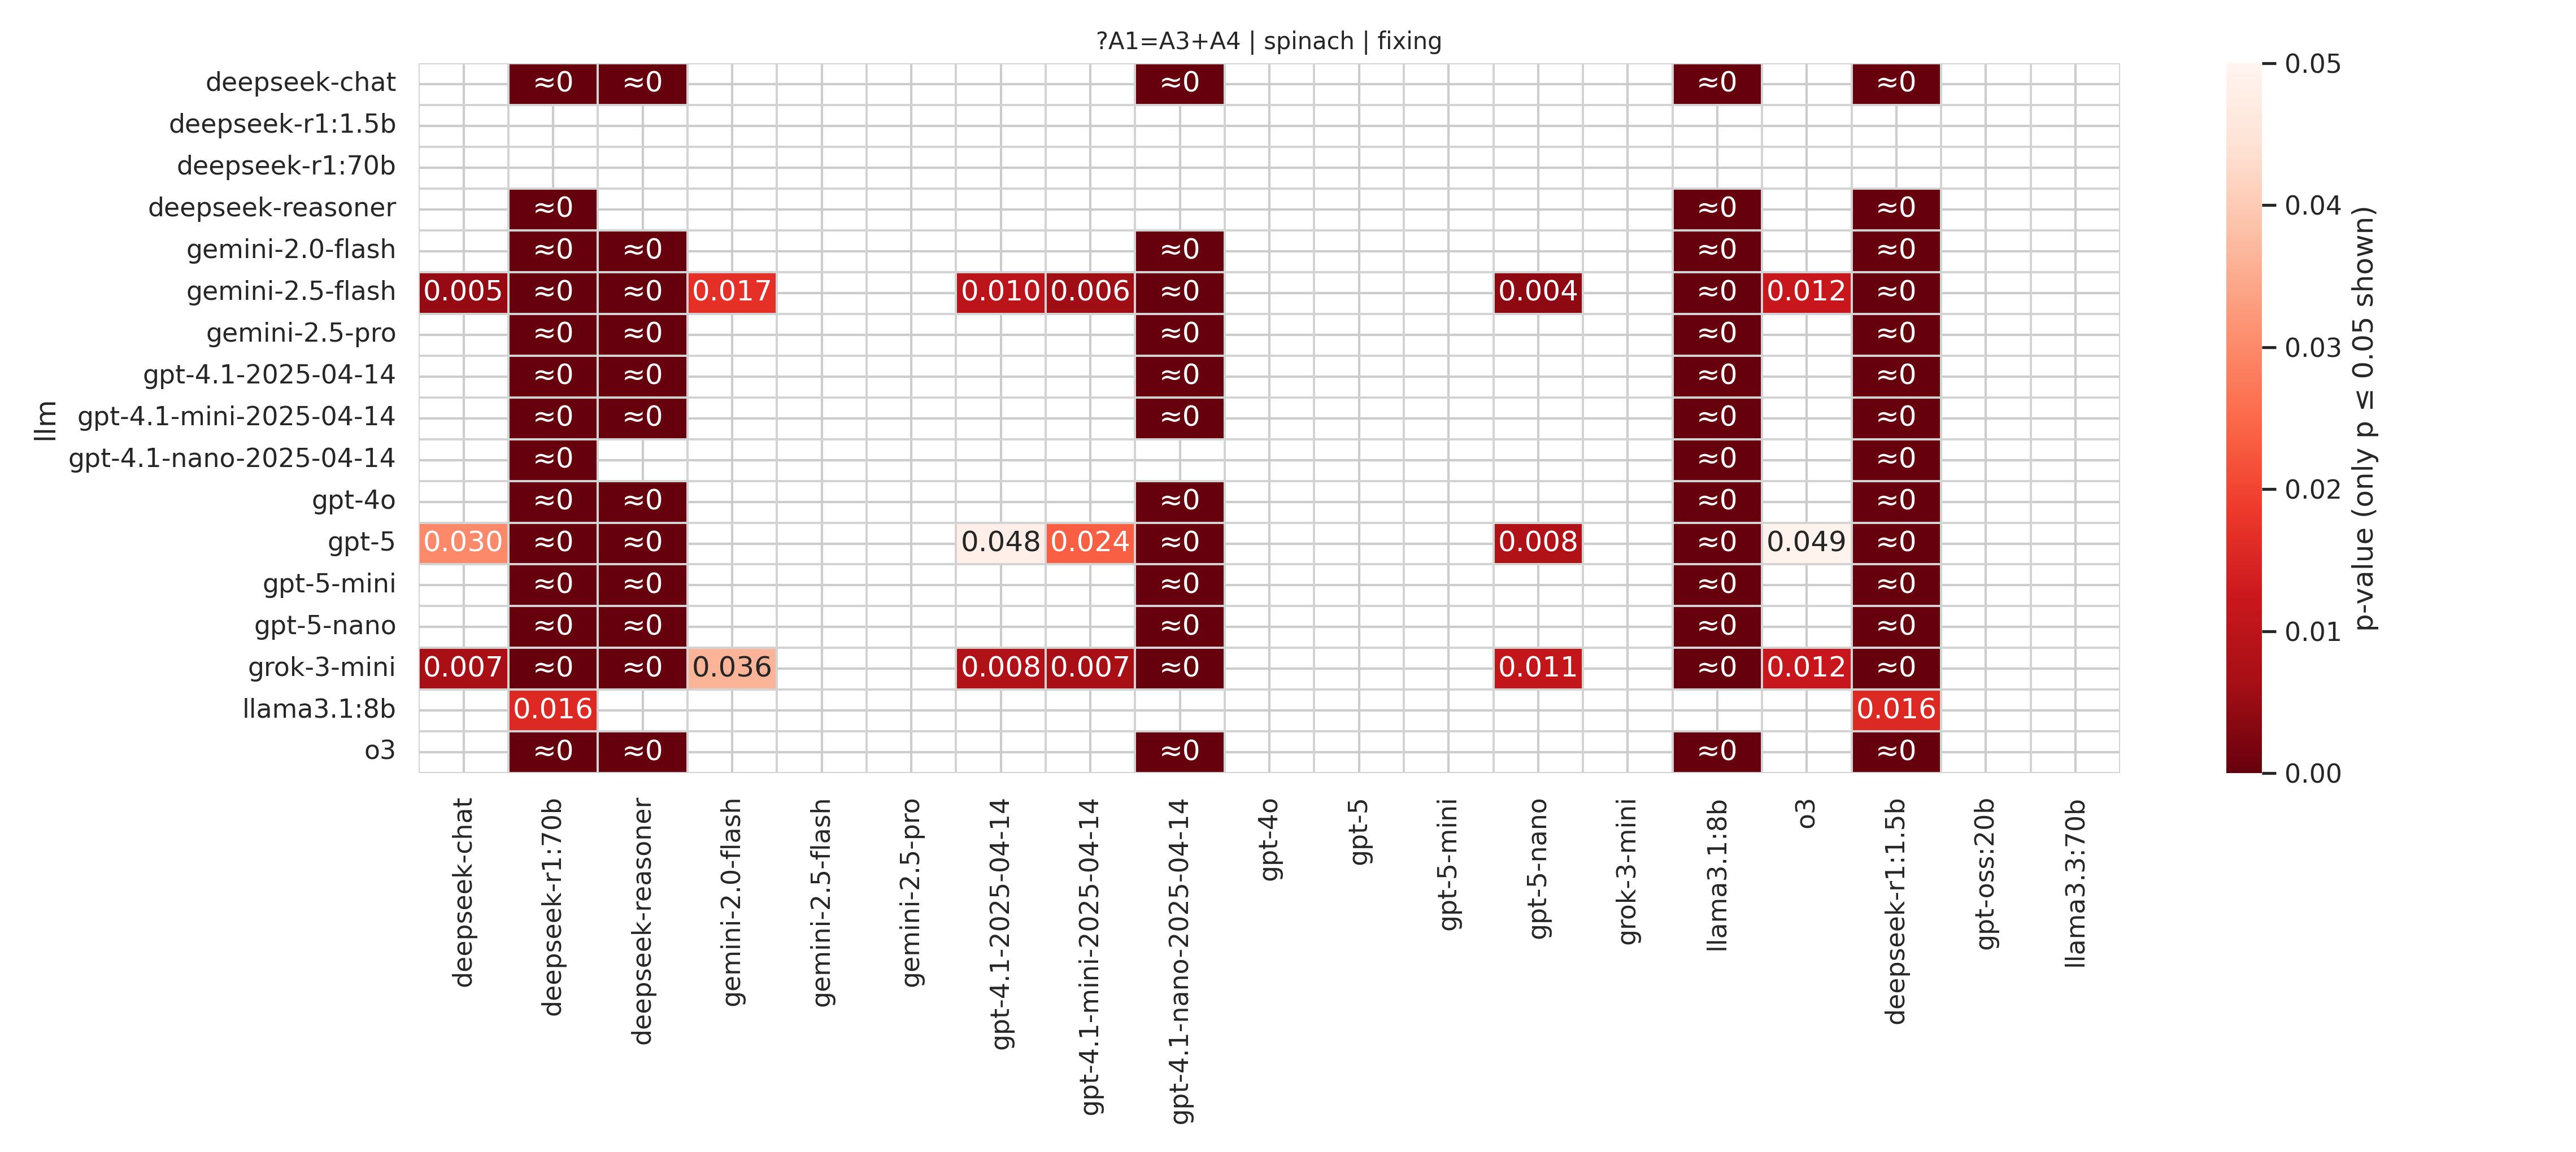 ?A1=A3+A4 | spinach | fixing
deepseek-chat ≈0 ≈0 ≈0 ≈0 ≈0
deepseek-r1:1.5b
deepseek-r1:70b
deepseek-reasoner ≈0 ≈0 ≈0
gemini-2.0-flash ≈0 ≈0 ≈0 ≈0 ≈0
gemini-2.5-flash 0.005 ≈0 ≈0 0.017 0.010 0.006 ≈0 0.004 ≈0 0.012 ≈0
gemini-2.5-pro ≈0 ≈0 ≈0 ≈0 ≈0
gpt-4.1-2025-04-14 ≈0 ≈0 ≈0 ≈0 ≈0
gpt-4.1-mini-2025-04-14 ≈0 ≈0 ≈0 ≈0 ≈0
gpt-4.1-nano-2025-04-14 ≈0 ≈0 ≈0
gpt-4o ≈0 ≈0 ≈0 ≈0 ≈0
gpt-5 0.030 ≈0 ≈0 0.048 0.024 ≈0 0.008 ≈0 0.049 ≈0
gpt-5-mini ≈0 ≈0 ≈0 ≈0 ≈0
gpt-5-nano ≈0 ≈0 ≈0 ≈0 ≈0
grok-3-mini 0.007 ≈0 ≈0 0.036 0.008 0.007 ≈0 0.011 ≈0 0.012 ≈0
llama3.1:8b 0.016 0.016
o3 ≈0 ≈0 ≈0 ≈0 ≈0
llm
deepseek-chat
deepseek-r1:70b
deepseek-reasoner
gemini-2.0-flash
gemini-2.5-flash
gemini-2.5-pro
gpt-4.1-2025-04-14
gpt-4.1-mini-2025-04-14
gpt-4.1-nano-2025-04-14
gpt-4o
gpt-5
gpt-5-mini
gpt-5-nano
grok-3-mini
llama3.1:8b
o3
deepseek-r1:1.5b
gpt-oss:20b
llama3.3:70b
0.05
0.04
0.03
0.02
0.01
0.00
p-value (only p ≤ 0.05 shown)